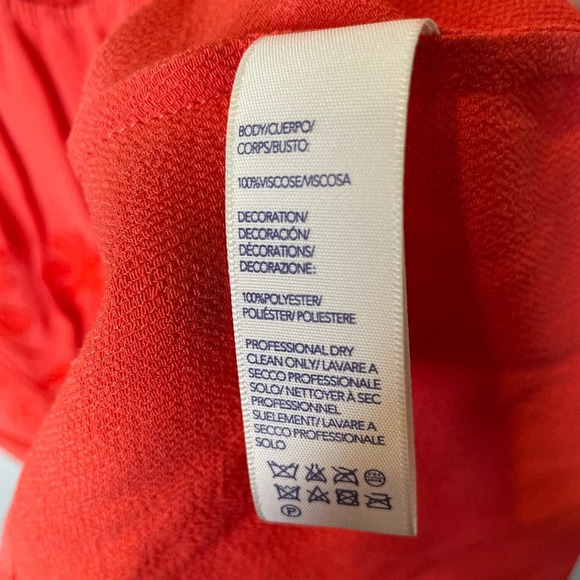 BODY/CUERPO/
CORPS/BUSTO:
100%VISCOSE/VISCOSA
DECORATION/
DECORACIÓN/
DÉCORATIONS/
DECORAZIONE:
100%POLYESTER/
POLIÉSTER/ POLIESTERE
PROFESSIONAL DRY
CLEAN ONLY/ LAVARE A
SECCO PROFESSIONALE
SOLO/ NETTOYER À SEC
PROFESSIONNEL
SUELEMENT/ LAVARE A
SECCO PROFESSIONALE
SOLO
P